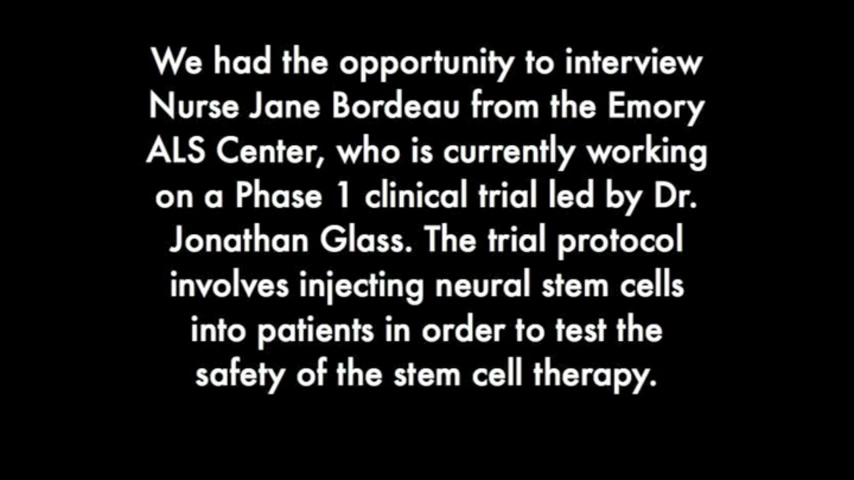 We had the opportunity to interview
Nurse Jane Bordeau from the Emory
ALS Center, who is currently working
on a Phase 1 clinical trial led by Dr.
Jonathan Glass. The trial protocol
involves injecting neural stem cells
into patients in order to test the
safety of the stem cell therapy.